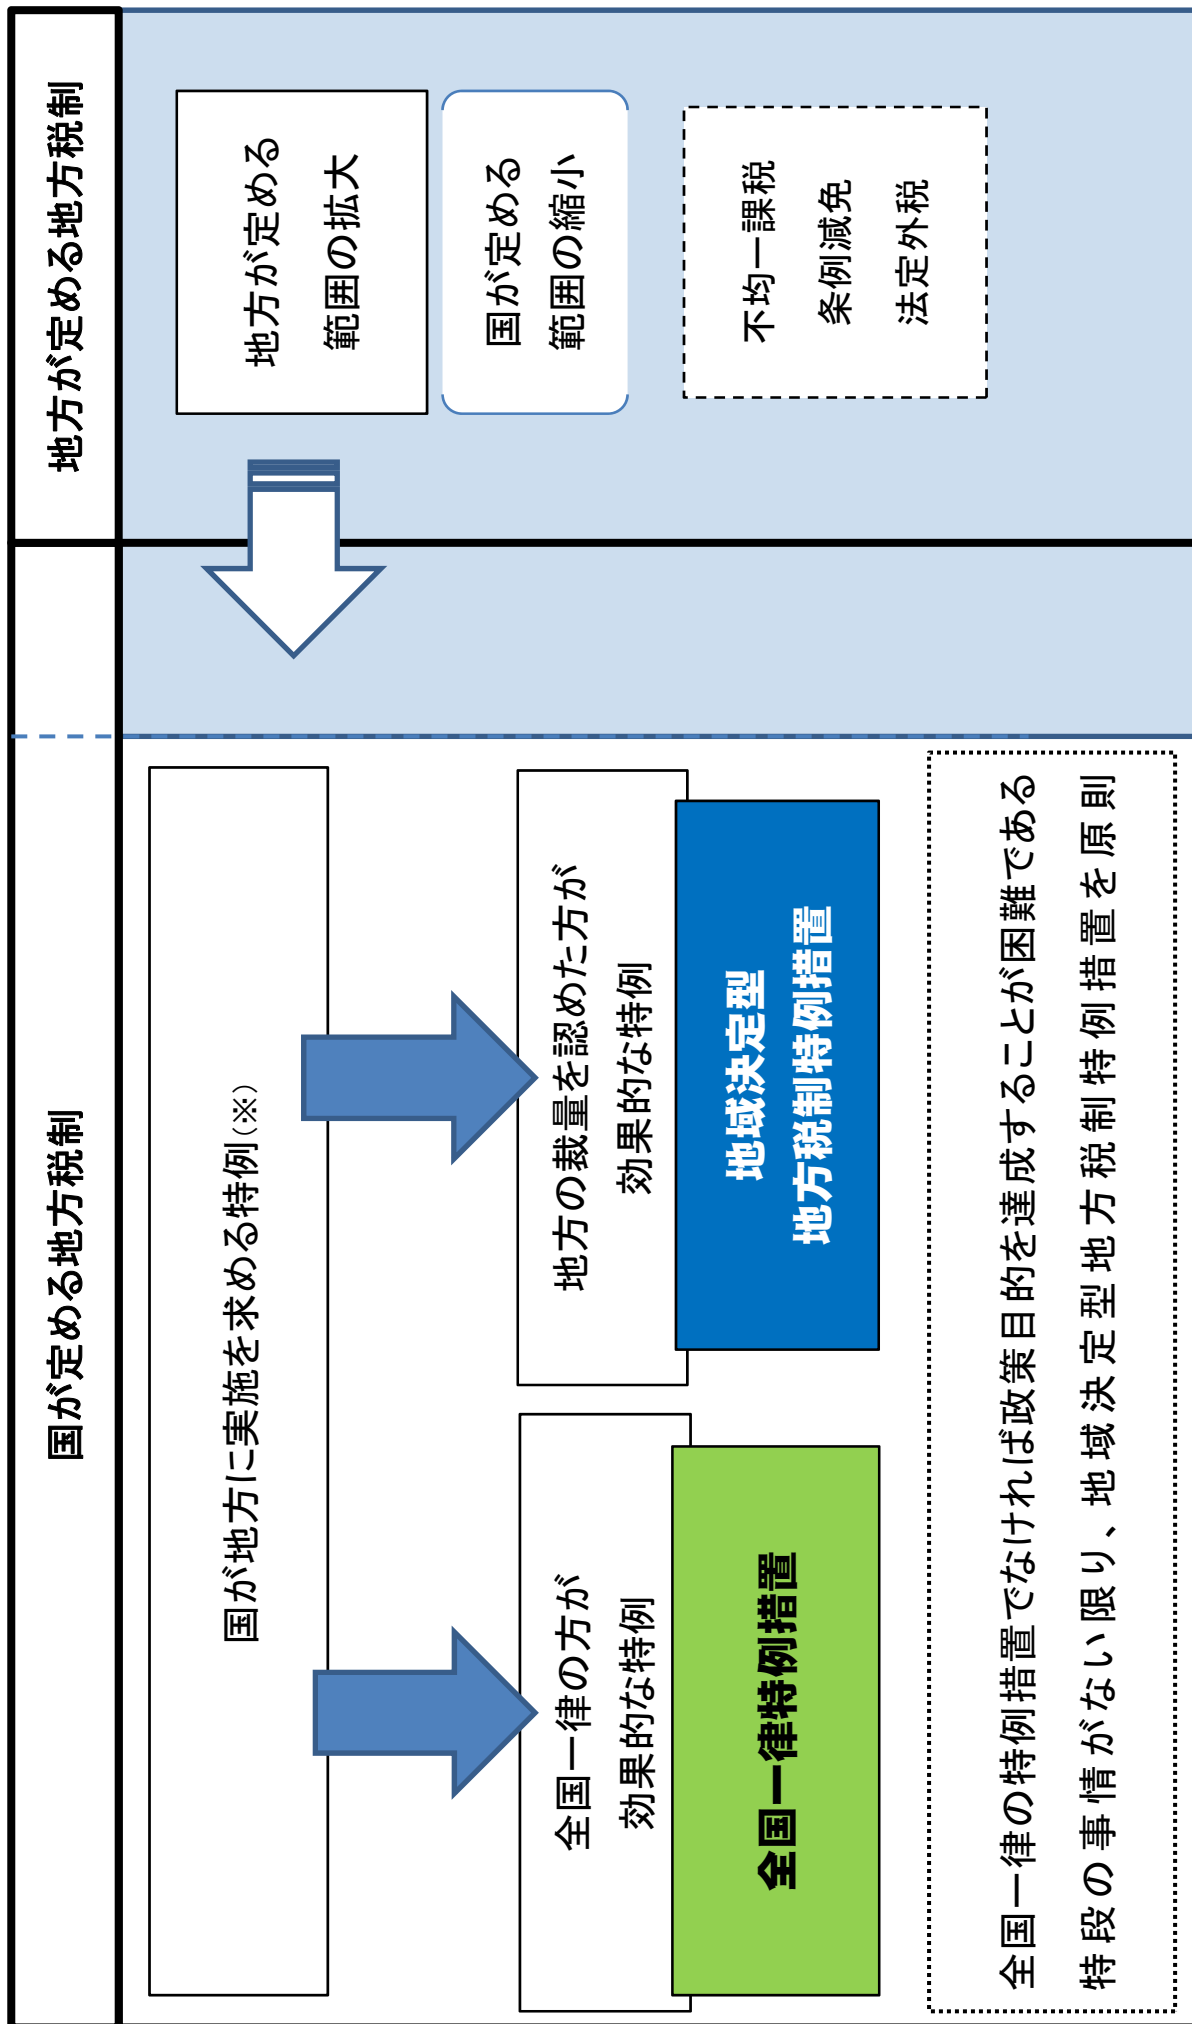 国が定める地方税制
地方が定める地方税制
国が地方に実施を求める特例(※)
全国一律の方が
効果的な特例
全国一律特例措置
地方の裁量を認めた方が
効果的な特例
地域決定型
地方税制特例措置
全国一律の特例措置でなければ政策目的を達成することが困難である
特段の事情がない限り、地域決定型地方税制特例措置を原則
地方が定める
範囲の拡大
国が定める
範囲の縮小
不均一課税
条例減免
法定外税